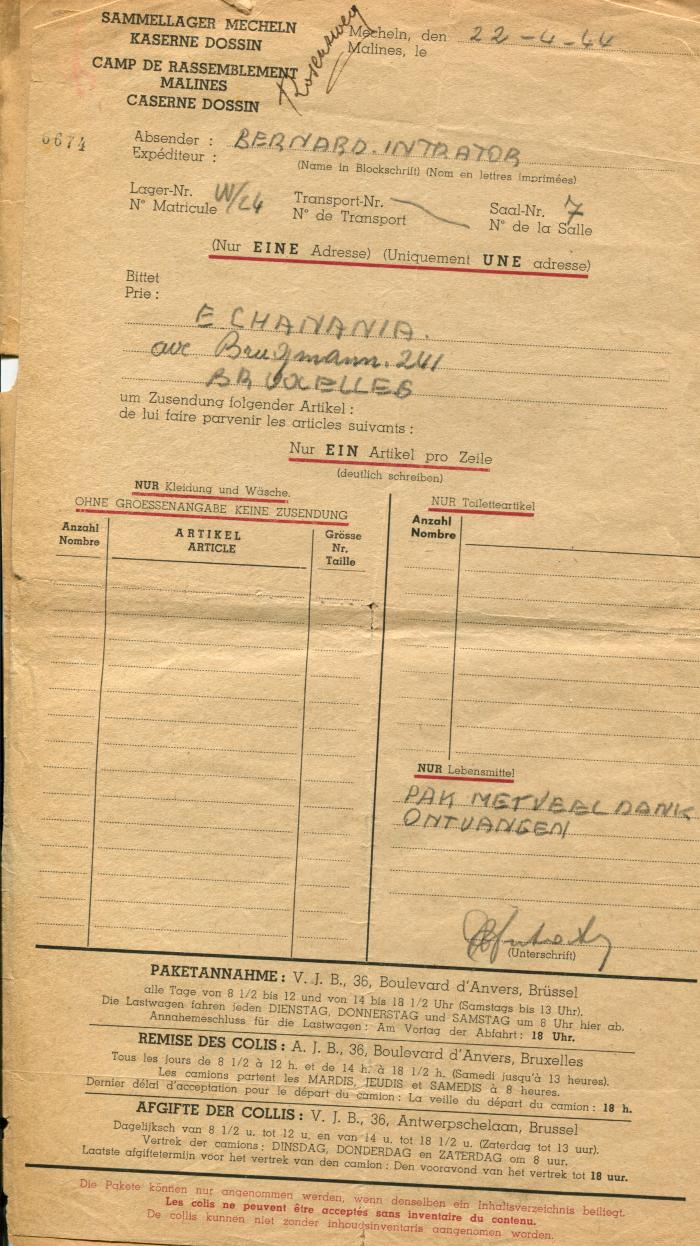 SAMMELLAGER MECHELN
KASERNE DOSSIN
CAMP DE RASSEMBLEMENT
MALINES
CASERNE DOSSIN
Mecheln, den 22-4-44
Malines, le
6674
Absender : BERNARD. INTRATOR
Expéditeur :
(Name in Blockschrift) (Nom en lettres imprimées)
Lager-Nr. Transport-Nr. Saal-Nr. 7
N° Matricule N° de Transport N° de la Salle
(Nur EINE Adresse) (Uniquement UNE adresse)
Bittet
Prie :
E CHANANIA.
ave Brugmann. 241
BRUXELLES
um Zusendung folgender Artikel :
de lui faire parvenir les articles suivants :
Nur EIN Artikel pro Zeile
(deutlich schreiben)
NUR Kleidung und Wäsche.
OHNE GROESSENANGABE KEINE ZUSENDUNG
Anzahl ARTIKEL Grösse
Nombre ARTICLE Nr.
Taille
NUR Toiletteartikel
Anzahl
Nombre
NUR Lebensmittel
PAK MET VEEL DANK
ONTVANGEN
(Unterschrift)
PAKETANNAHME : V. J. B., 36, Boulevard d'Anvers, Brüssel
alle Tage von 8 1/2 bis 12 und von 14 bis 18 1/2 Uhr (Samstags bis 13 Uhr).
Die Lastwagen fahren jeden DIENSTAG, DONNERSTAG und SAMSTAG um 8 Uhr hier ab.
Annahemeschluss für die Lastwagen : Am Vortag der Abfahrt : 18 Uhr.
REMISE DES COLIS : A. J. B., 36, Boulevard d'Anvers, Bruxelles
Tous les jours de 8 1/2 à 12 h. et de 14 h. à 18 1/2 h. (Samedi jusqu'à 13 heures).
Les camions partent les MARDIS, JEUDIS et SAMEDIS à 8 heures.
Dernier délai d'acceptation pour le départ du camion : La veille du départ du camion : 18 h.
AFGIFTE DER COLLIS : V. J. B., 36, Antwerpschelaan, Brussel
Dagelijksch van 8 1/2 u. tot 12 u. en van 14 u. tot 18 1/2 u. (Zaterdag tot 13 uur).
Vertrek der camions : DINSDAG, DONDERDAG en ZATERDAG om 8 uur.
Laatste afgiftetermijn voor het vertrek van den camion : Den vooravond van het vertrek tot 18 uur.
Die Pakete können nur angenommen werden, wenn denselben ein Inhaltsverzeichnis beiliegt.
Les colis ne peuvent être acceptés sans inventaire du contenu.
De collis kunnen niet zonder inhoudsinventaris aangenomen worden.